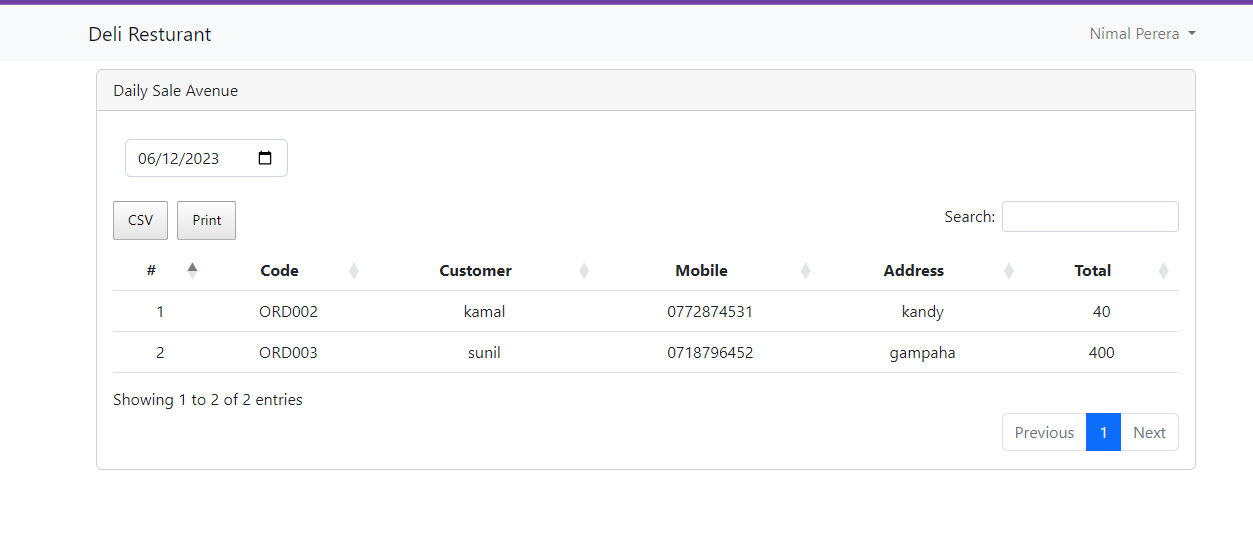 Deli Resturant Nimal Perera
Daily Sale Avenue
06/12/2023
CSV Print Search:
# Code Customer Mobile Address Total
1 ORD002 kamal 0772874531 kandy 40
2 ORD003 sunil 0718796452 gampaha 400
Showing 1 to 2 of 2 entries
Previous 1 Next